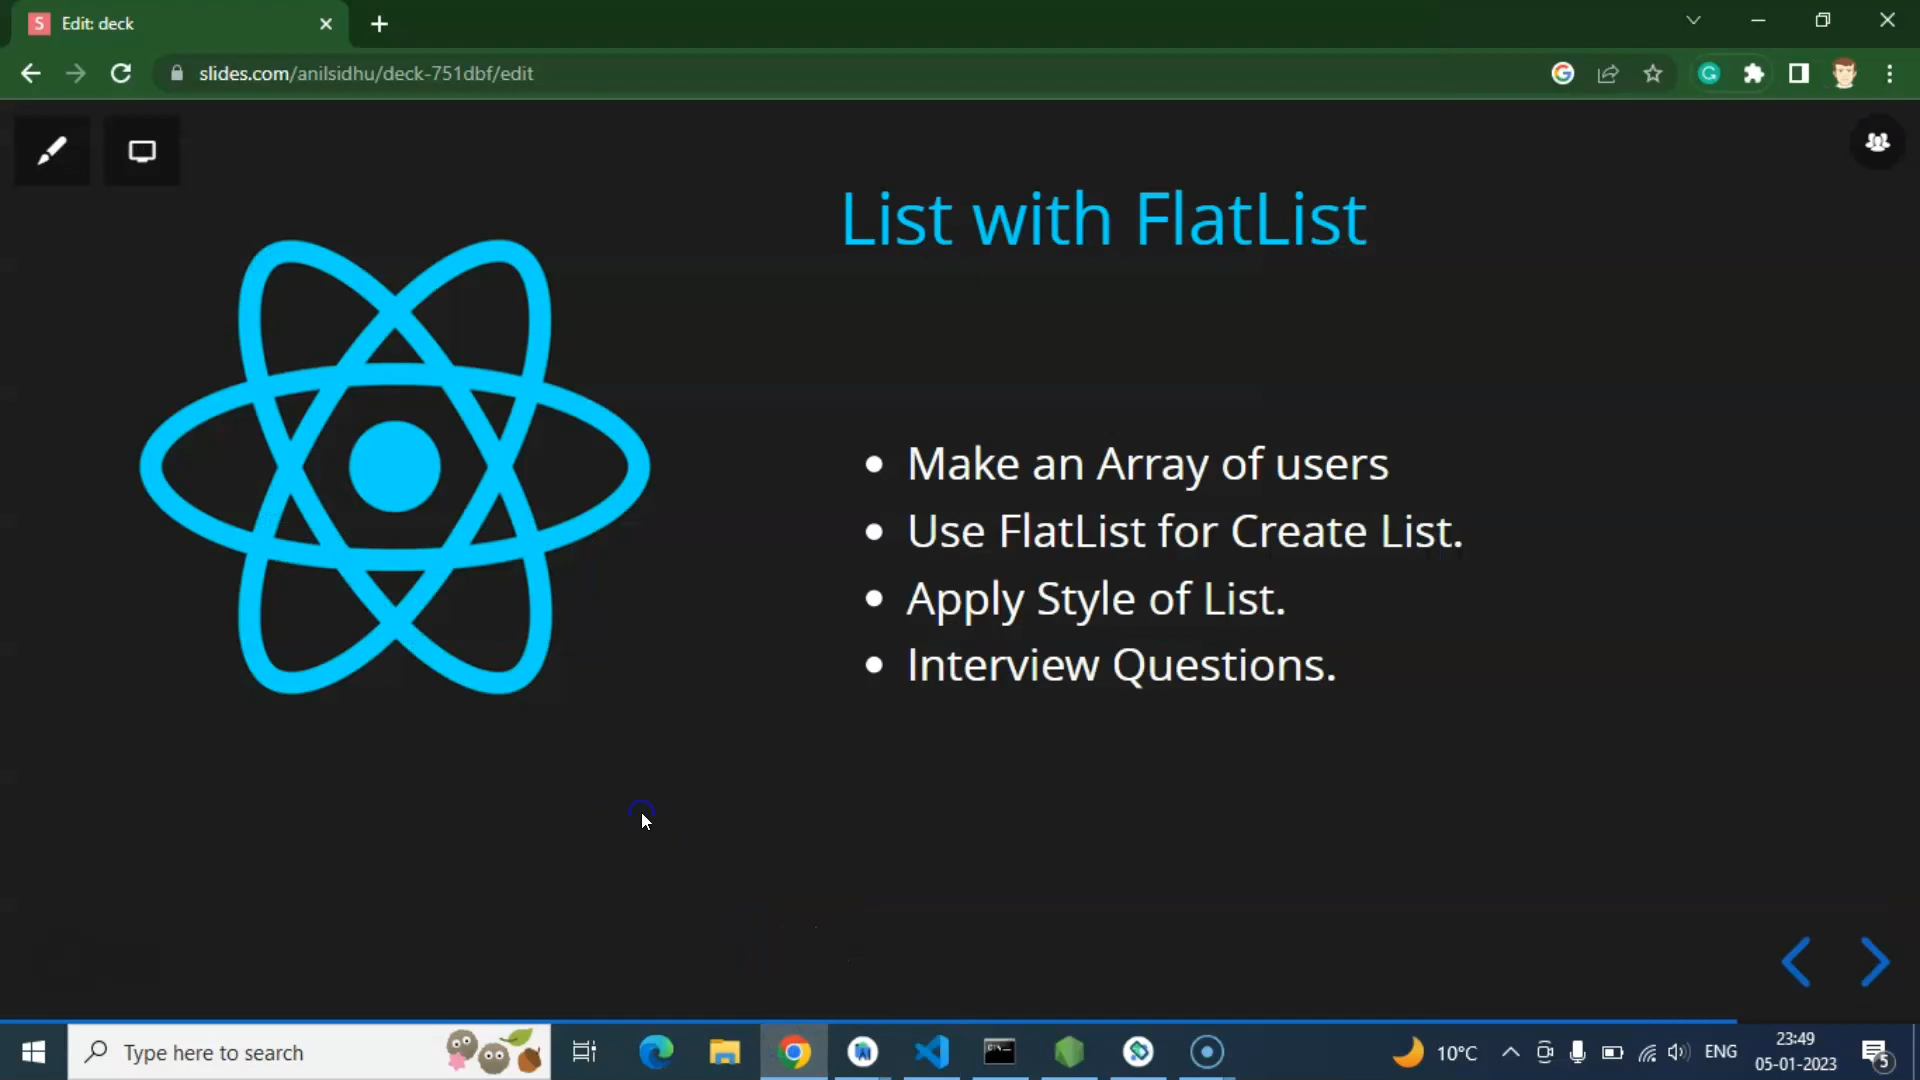 S Edit: deck
slides.com/anilsidhu/deck-751dbf/edit
List with FlatList
Make an Array of users
Use FlatList for Create List.
Apply Style of List.
Interview Questions.
Type here to search
10°C
ENG
23:49
05-01-2023
5